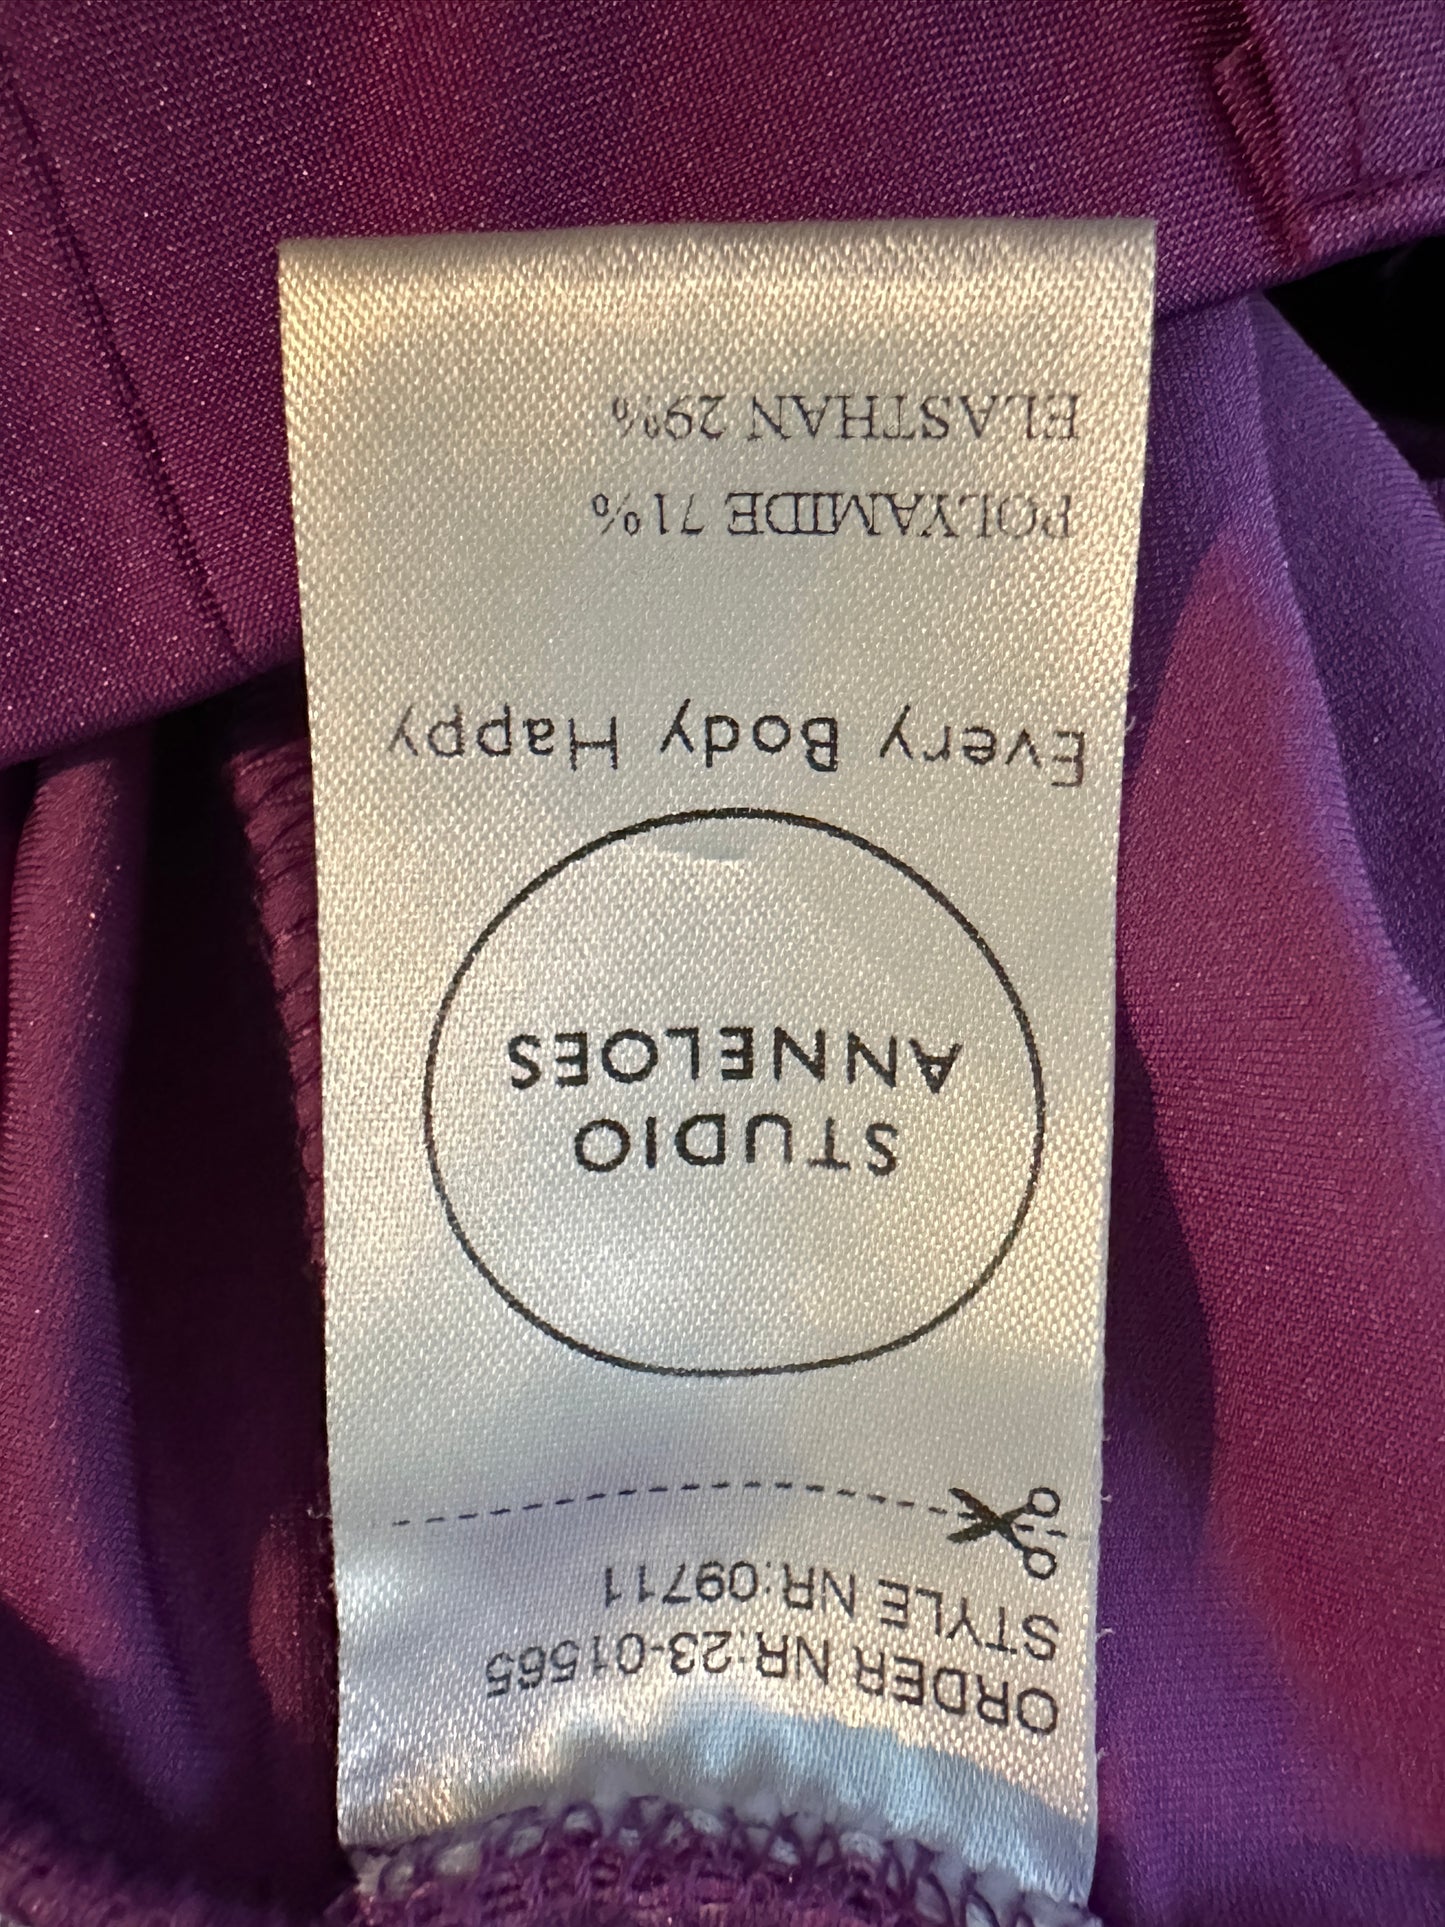 ORDER NR:23-01565
STYLE NR:09711
STUDIO
ANNELOES
Every Body Happy
POLYAMIDE 71%
ELASTHAN 29%